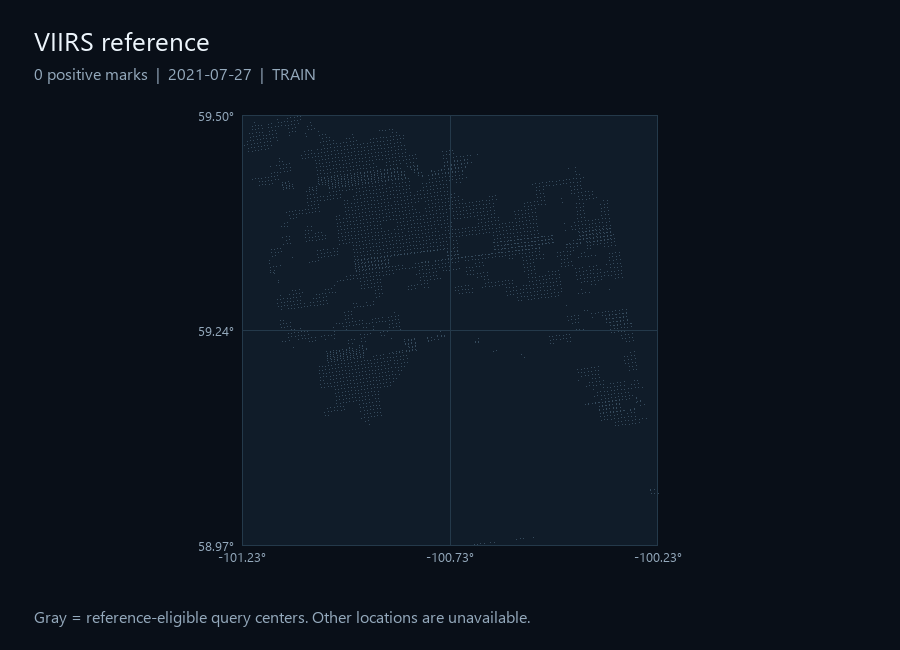 VIIRS reference
0 positive marks | 2021-07-27 | TRAIN
59.50°
59.24°
58.97°
-101.23°
-100.73°
-100.23°
Gray = reference-eligible query centers. Other locations are unavailable.